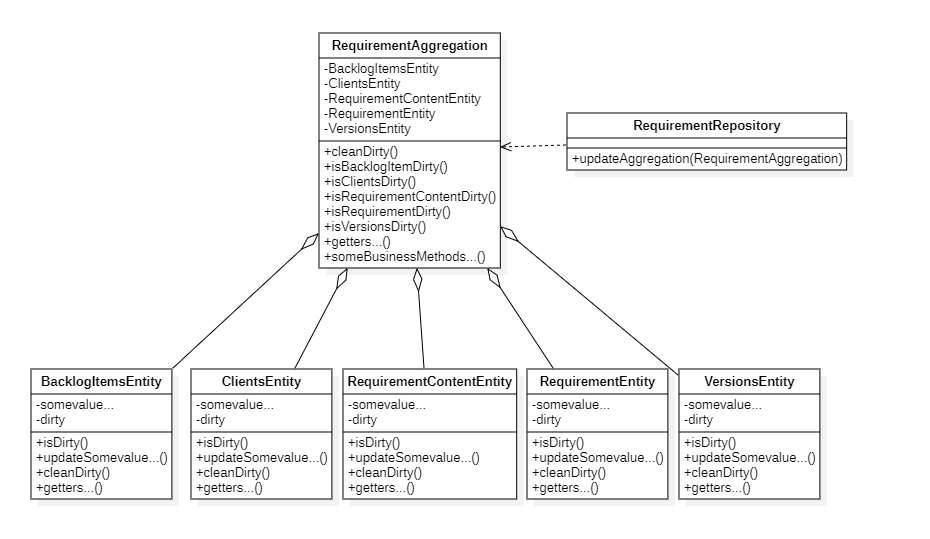 RequirementAggregation
-BacklogItemsEntity
-ClientsEntity
-RequirementContentEntity
-RequirementEntity
-VersionsEntity
+cleanDirty()
+isBacklogItemDirty()
+isClientsDirty()
+isRequirementContentDirty()
+isRequirementDirty()
+isVersionsDirty()
+getters...()
+someBusinessMethods...()
RequirementRepository
+updateAggregation(RequirementAggregation)
BacklogItemsEntity
-somevalue...
-dirty
+isDirty()
+updateSomevalue...()
+cleanDirty()
+getters...()
ClientsEntity
-somevalue...
-dirty
+isDirty()
+updateSomevalue...()
+cleanDirty()
+getters...()
RequirementContentEntity
-somevalue...
-dirty
+isDirty()
+updateSomevalue...()
+cleanDirty()
+getters...()
RequirementEntity
-somevalue...
-dirty
+isDirty()
+updateSomevalue...()
+cleanDirty()
+getters...()
VersionsEntity
-somevalue...
-dirty
+isDirty()
+updateSomevalue...()
+cleanDirty()
+getters...()